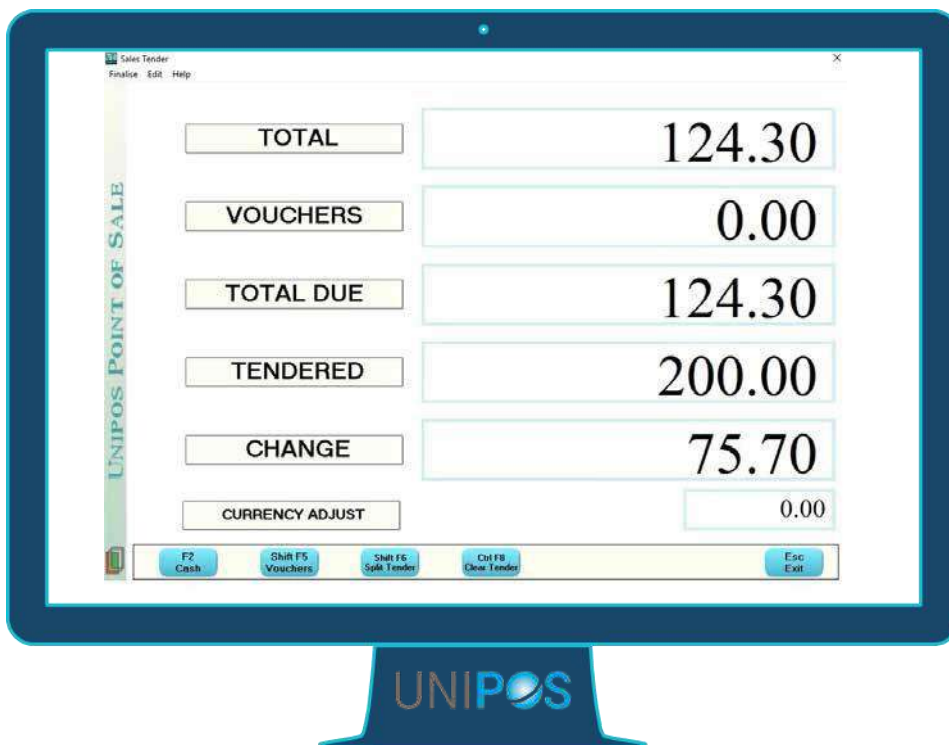 Sales Tender
Finalise Edit Help
UNIPOS POINT OF SALE
TOTAL 124.30
VOUCHERS 0.00
TOTAL DUE 124.30
TENDERED 200.00
CHANGE 75.70
CURRENCY ADJUST 0.00
F2 Shift F5 Shift F6 Ctrl F8 Esc
Cash Vouchers Split Tender Clear Tender Exit
UNIPOS